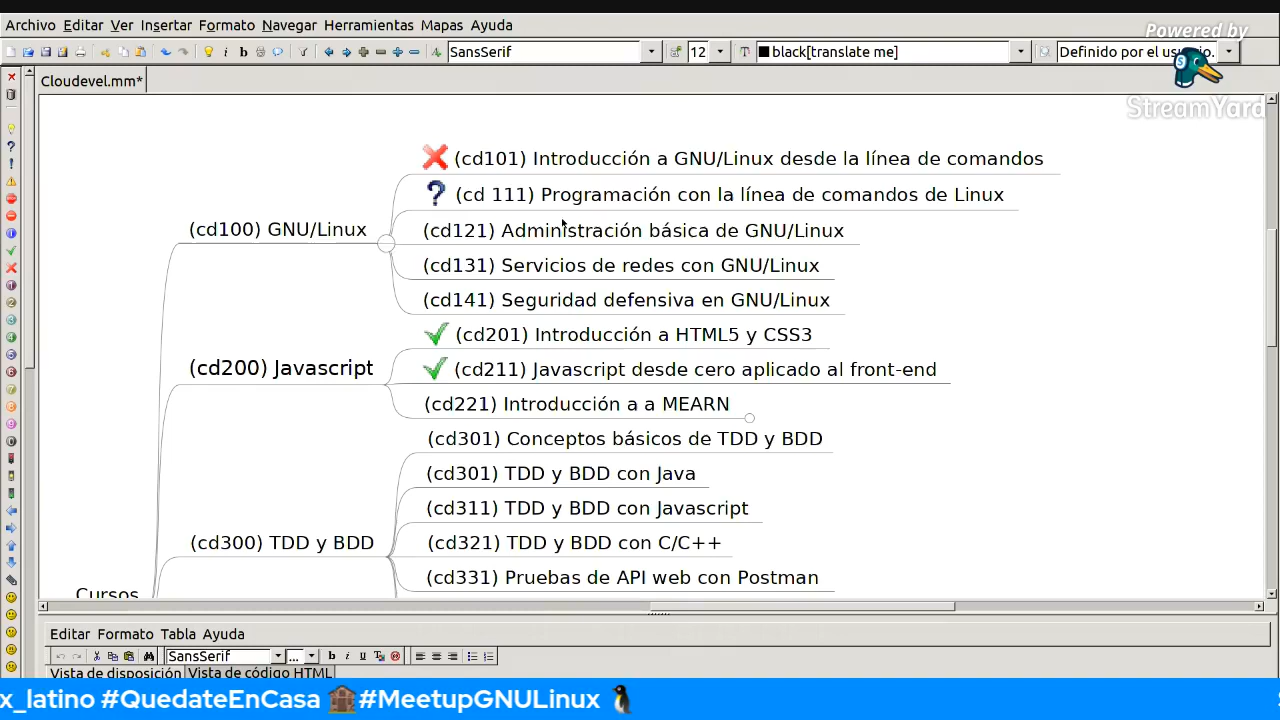 Archivo Editar Ver Insertar Formato Navegar Herramientas Mapas Ayuda
Powered by
StreamYard
SansSerif 12 black[translate me] Definido por el usuario.
Cloudevel.mm*
(cd101) Introducción a GNU/Linux desde la línea de comandos
(cd 111) Programación con la línea de comandos de Linux
(cd100) GNU/Linux
(cd121) Administración básica de GNU/Linux
(cd131) Servicios de redes con GNU/Linux
(cd141) Seguridad defensiva en GNU/Linux
(cd201) Introducción a HTML5 y CSS3
(cd200) Javascript
(cd211) Javascript desde cero aplicado al front-end
(cd221) Introducción a a MEARN
(cd301) Conceptos básicos de TDD y BDD
(cd301) TDD y BDD con Java
(cd311) TDD y BDD con Javascript
(cd300) TDD y BDD
(cd321) TDD y BDD con C/C++
(cd331) Pruebas de API web con Postman
Cursos
Editar Formato Tabla Ayuda
SansSerif ... b i u
Vista de disposición Vista de código HTML
x_latino #QuedateEnCasa #MeetupGNULinux